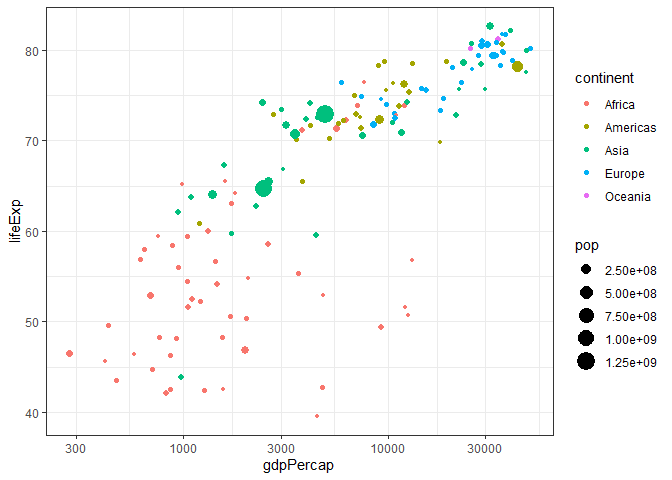 80
70
60
50
40
lifeExp
300
1000
3000
10000
30000
gdpPercap
continent
Africa
Americas
Asia
Europe
Oceania
pop
2.50e+08
5.00e+08
7.50e+08
1.00e+09
1.25e+09